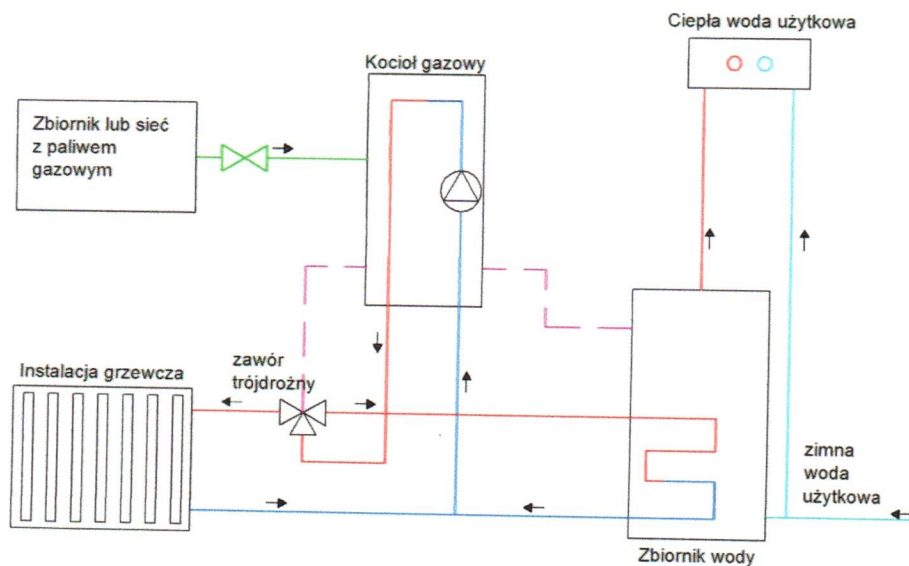 Ciepła woda użytkowa
Kocioł gazowy
Zbiornik lub sieć
z paliwem
gazowym
zawór
trójdrożny
Instalacja grzewcza
zimna
woda
użytkowa
Zbiornik wody